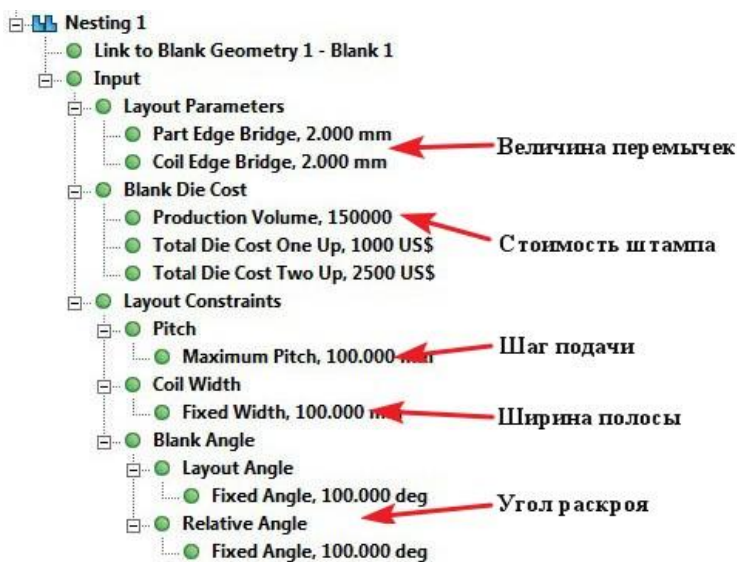 Nesting 1
Link to Blank Geometry 1 - Blank 1
Input
Layout Parameters
Part Edge Bridge, 2.000 mm
Coil Edge Bridge, 2.000 mm
Величина перемычек
Blank Die Cost
Production Volume, 150000
Total Die Cost One Up, 1000 US$
Стоимость штампа
Total Die Cost Two Up, 2500 US$
Layout Constraints
Pitch
Maximum Pitch, 100.000 mm
Шаг подачи
Coil Width
Fixed Width, 100.000
Ширина полосы
Blank Angle
Layout Angle
Fixed Angle, 100.000 deg
Угол раскроя
Relative Angle
Fixed Angle, 100.000 deg